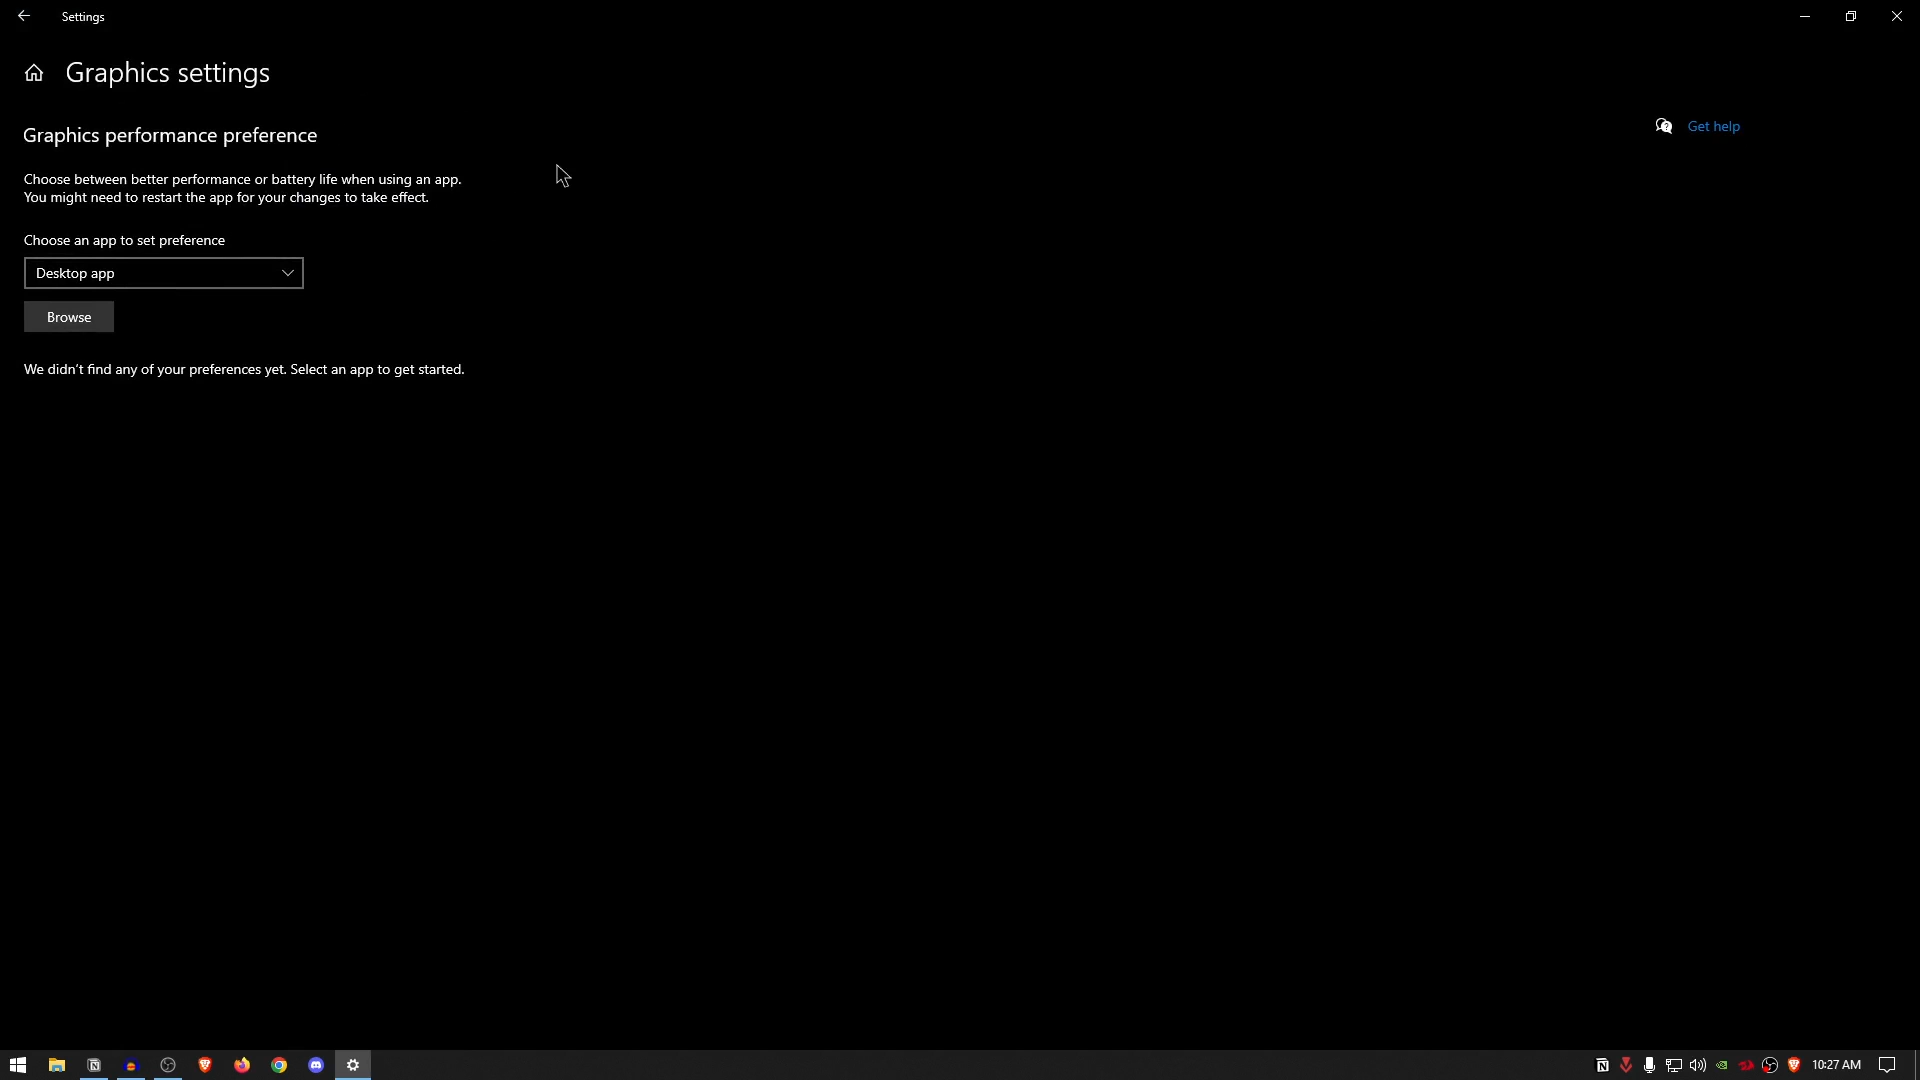 Settings
Graphics settings
Graphics performance preference
Get help
Choose between better performance or battery life when using an app.
You might need to restart the app for your changes to take effect.
Choose an app to set preference
Desktop app
Browse
We didn't find any of your preferences yet. Select an app to get started.
10:27 AM